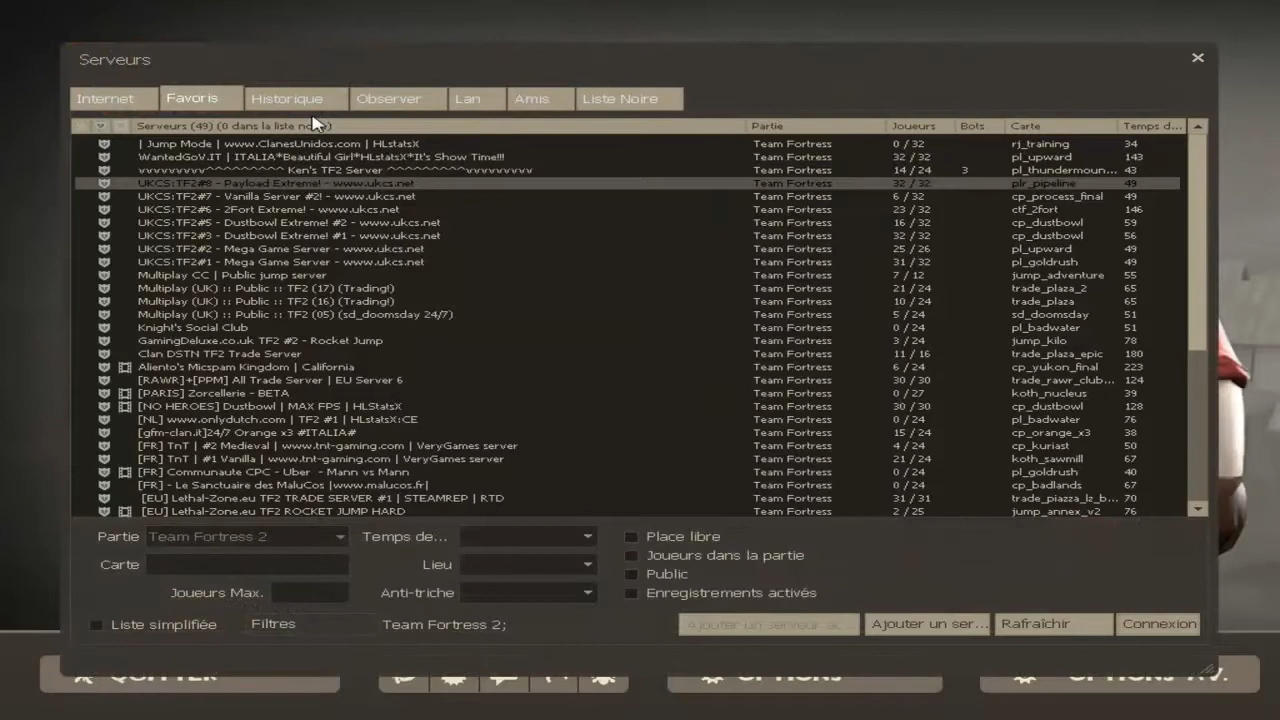 Serveurs
Internet Favoris Historique Observer Lan Amis Liste Noire
Serveurs (49) (0 dans la liste noire) Partie Joueurs Bots Carte Temps d...
| Jump Mode | www.ClanesUnidos.com | HLstatsX Team Fortress 0 / 32 rj_training 34
WantedGoV.IT | ITALIA*Beautiful Girl*HLstatsX*It's Show Time!!! Team Fortress 32 / 32 pl_upward 143
vvvvvvvvv^^^^^^^^^ Ken's TF2 Server ^^^^^^^^^vvvvvvvvv Team Fortress 14 / 24 3 pl_thundermoun... 43
UKCS:TF2#8 - Payload Extreme! - www.ukcs.net Team Fortress 32 / 32 plr_pipeline 49
UKCS:TF2#7 - Vanilla Server #2! - www.ukcs.net Team Fortress 6 / 32 cp_process_final 49
UKCS:TF2#6 - 2Fort Extreme! - www.ukcs.net Team Fortress 23 / 32 ctf_2fort 146
UKCS:TF2#5 - Dustbowl Extreme! #2 - www.ukcs.net Team Fortress 16 / 32 cp_dustbowl 59
UKCS:TF2#3 - Dustbowl Extreme! #1 - www.ukcs.net Team Fortress 32 / 32 cp_dustbowl 56
UKCS:TF2#2 - Mega Game Server - www.ukcs.net Team Fortress 25 / 26 pl_upward 49
UKCS:TF2#1 - Mega Game Server - www.ukcs.net Team Fortress 31 / 32 pl_goldrush 49
Multiplay CC | Public jump server Team Fortress 7 / 12 jump_adventure 55
Multiplay (UK) :: Public :: TF2 (17) (Trading!) Team Fortress 21 / 24 trade_plaza_2 65
Multiplay (UK) :: Public :: TF2 (16) (Trading!) Team Fortress 10 / 24 trade_plaza 65
Multiplay (UK) :: Public :: TF2 (05) (sd_doomsday 24/7) Team Fortress 5 / 24 sd_doomsday 51
Knight's Social Club Team Fortress 0 / 24 pl_badwater 51
GamingDeluxe.co.uk TF2 #2 - Rocket Jump Team Fortress 3 / 24 jump_kilo 78
Clan DSTN TF2 Trade Server Team Fortress 11 / 16 trade_plaza_epic 180
Aliento's Micspam Kingdom | California Team Fortress 6 / 24 cp_yukon_final 223
[RAWR]+[PPM] All Trade Server | EU Server 6 Team Fortress 30 / 30 trade_rawr_club... 124
[PARIS] Zorcellerie - BETA Team Fortress 0 / 27 koth_nucleus 39
[NO HEROES] Dustbowl | MAX FPS | HLStatsX Team Fortress 30 / 30 cp_dustbowl 128
[NL] www.onlydutch.com | TF2 #1 | HLstatsX:CE Team Fortress 0 / 24 pl_badwater 76
[gfm-clan.it]24/7 Orange x3 #ITALIA# Team Fortress 15 / 24 cp_orange_x3 38
[FR] TnT | #2 Medieval | www.tnt-gaming.com | VeryGames server Team Fortress 4 / 24 cp_kuriast 50
[FR] TnT | #1 Vanilla | www.tnt-gaming.com | VeryGames server Team Fortress 21 / 24 koth_sawmill 67
[FR] Communaute CPC - Uber - Mann vs Mann Team Fortress 0 / 24 pl_goldrush 40
[FR] - Le Sanctuaire des MaluCos |www.malucos.fr| Team Fortress 0 / 24 cp_badlands 67
[EU] Lethal-Zone.eu TF2 TRADE SERVER #1 | STEAMREP | RTD Team Fortress 31 / 31 trade_piazza_lz_b... 70
[EU] Lethal-Zone.eu TF2 ROCKET JUMP HARD Team Fortress 2 / 25 jump_annex_v2 76
Partie Team Fortress 2 Temps de... Place libre
Joueurs dans la partie
Carte Lieu Public
Joueurs Max. Anti-triche Enregistrements activés
Liste simplifiée Filtres Team Fortress 2; Ajouter un serveur ac... Ajouter un ser... Rafraîchir Connexion
QUITTER OPTIONS OPTIONS AV.